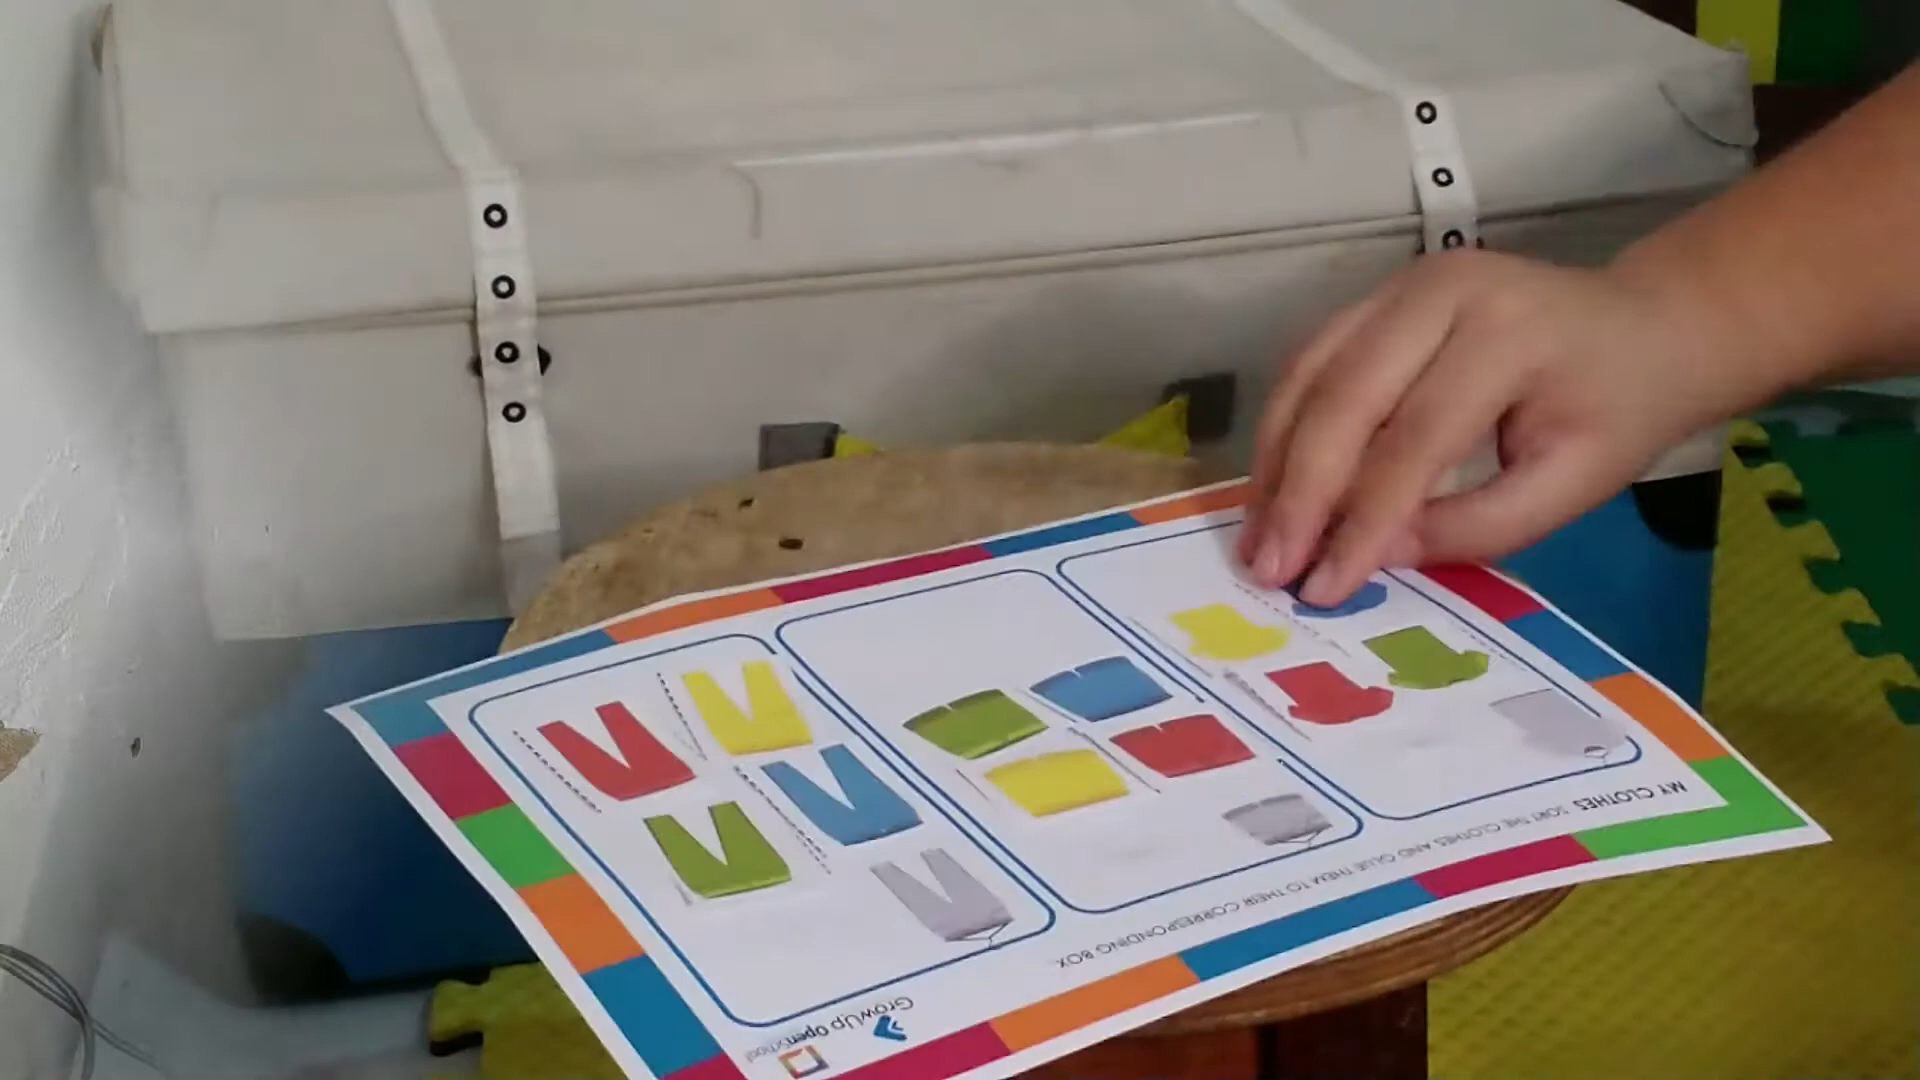 MY CLOTHES SORT THE CLOTHES AND GLUE THEM TO THEIR CORRESPONDING BOX.
GrowUp OpenSchool